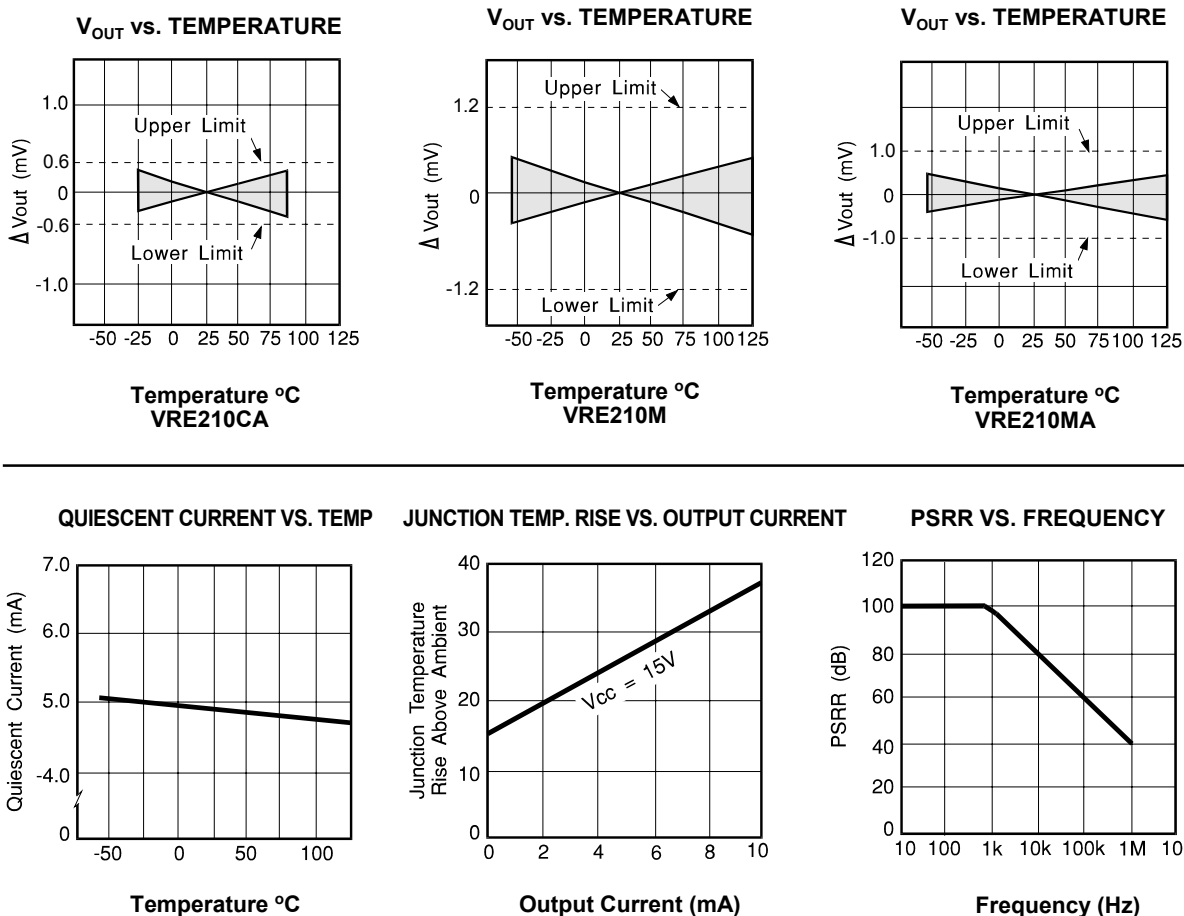 V_OUT vs. TEMPERATURE
Δ Vout (mV)
1.0
0.6
0
-0.6
-1.0
Upper Limit
Lower Limit
-50 -25 0 25 50 75 100 125
Temperature °C
VRE210CA
V_OUT vs. TEMPERATURE
Δ Vout (mV)
1.2
0
-1.2
Upper Limit
Lower Limit
-50 -25 0 25 50 75 100 125
Temperature °C
VRE210M
V_OUT vs. TEMPERATURE
Δ Vout (mV)
1.0
0
-1.0
Upper Limit
Lower Limit
-50 -25 0 25 50 75 100 125
Temperature °C
VRE210MA
QUIESCENT CURRENT VS. TEMP
Quiescent Current (mA)
7.0
6.0
5.0
-4.0
0
-50 0 50 100
Temperature °C
JUNCTION TEMP. RISE VS. OUTPUT CURRENT
Junction Temperature
Rise Above Ambient
40
30
20
10
0
Vcc = 15V
0 2 4 6 8 10
Output Current (mA)
PSRR VS. FREQUENCY
PSRR (dB)
120
100
80
60
40
20
0
10 100 1k 10k 100k 1M 10
Frequency (Hz)